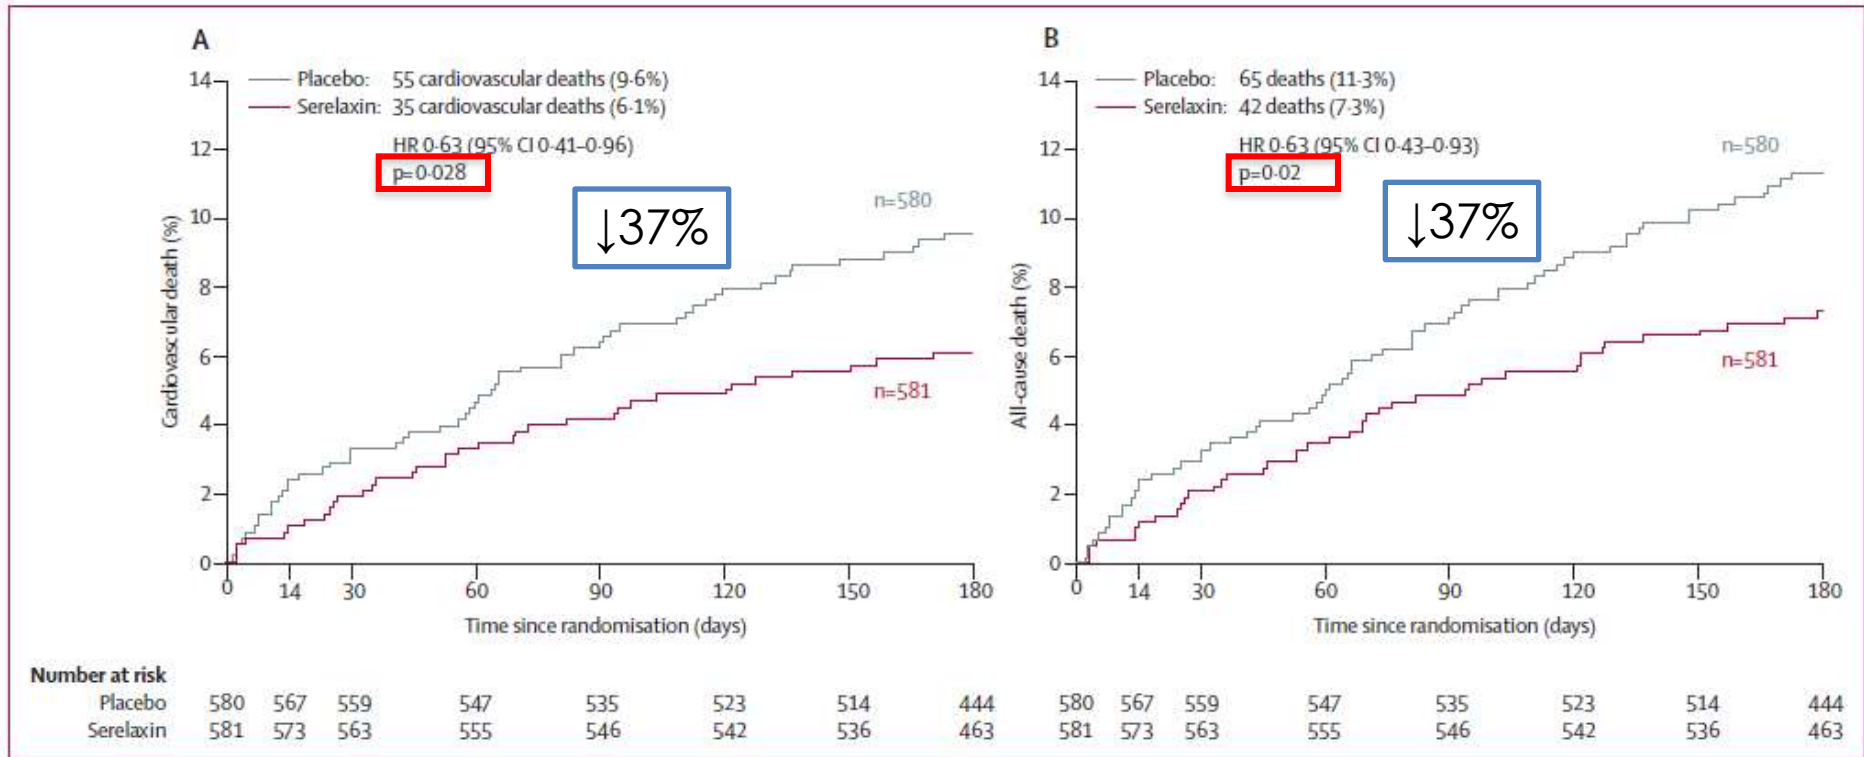 A
Placebo: 55 cardiovascular deaths (9·6%)
Serelaxin: 35 cardiovascular deaths (6·1%)
HR 0·63 (95% CI 0·41–0·96)
p=0·028
↓37%
n=580
n=581
Cardiovascular death (%)
14
12
10
8
6
4
2
0
0 14 30 60 90 120 150 180
Time since randomisation (days)
B
Placebo: 65 deaths (11·3%)
Serelaxin: 42 deaths (7·3%)
HR 0·63 (95% CI 0·43–0·93)
p=0·02
↓37%
n=580
n=581
All-cause death (%)
14
12
10
8
6
4
2
0
0 14 30 60 90 120 150 180
Time since randomisation (days)
Number at risk
Placebo 580 567 559 547 535 523 514 444 580 567 559 547 535 523 514 444
Serelaxin 581 573 563 555 546 542 536 463 581 573 563 555 546 542 536 463